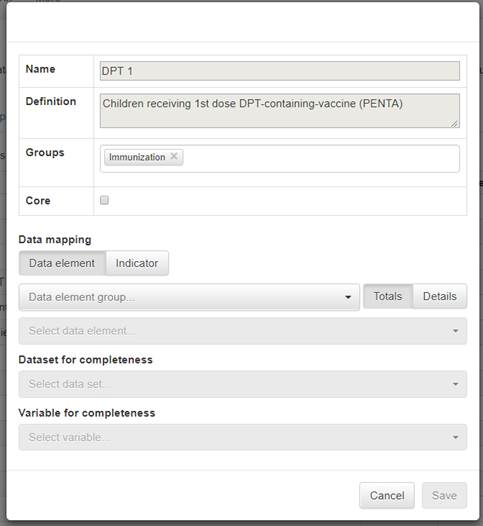 Name
DPT 1
Definition
Children receiving 1st dose DPT-containing-vaccine (PENTA)
Groups
Immunization ×
Core
Data mapping
Data element Indicator
Data element group... Totals Details
Select data element...
Dataset for completeness
Select data set...
Variable for completeness
Select variable...
Cancel Save